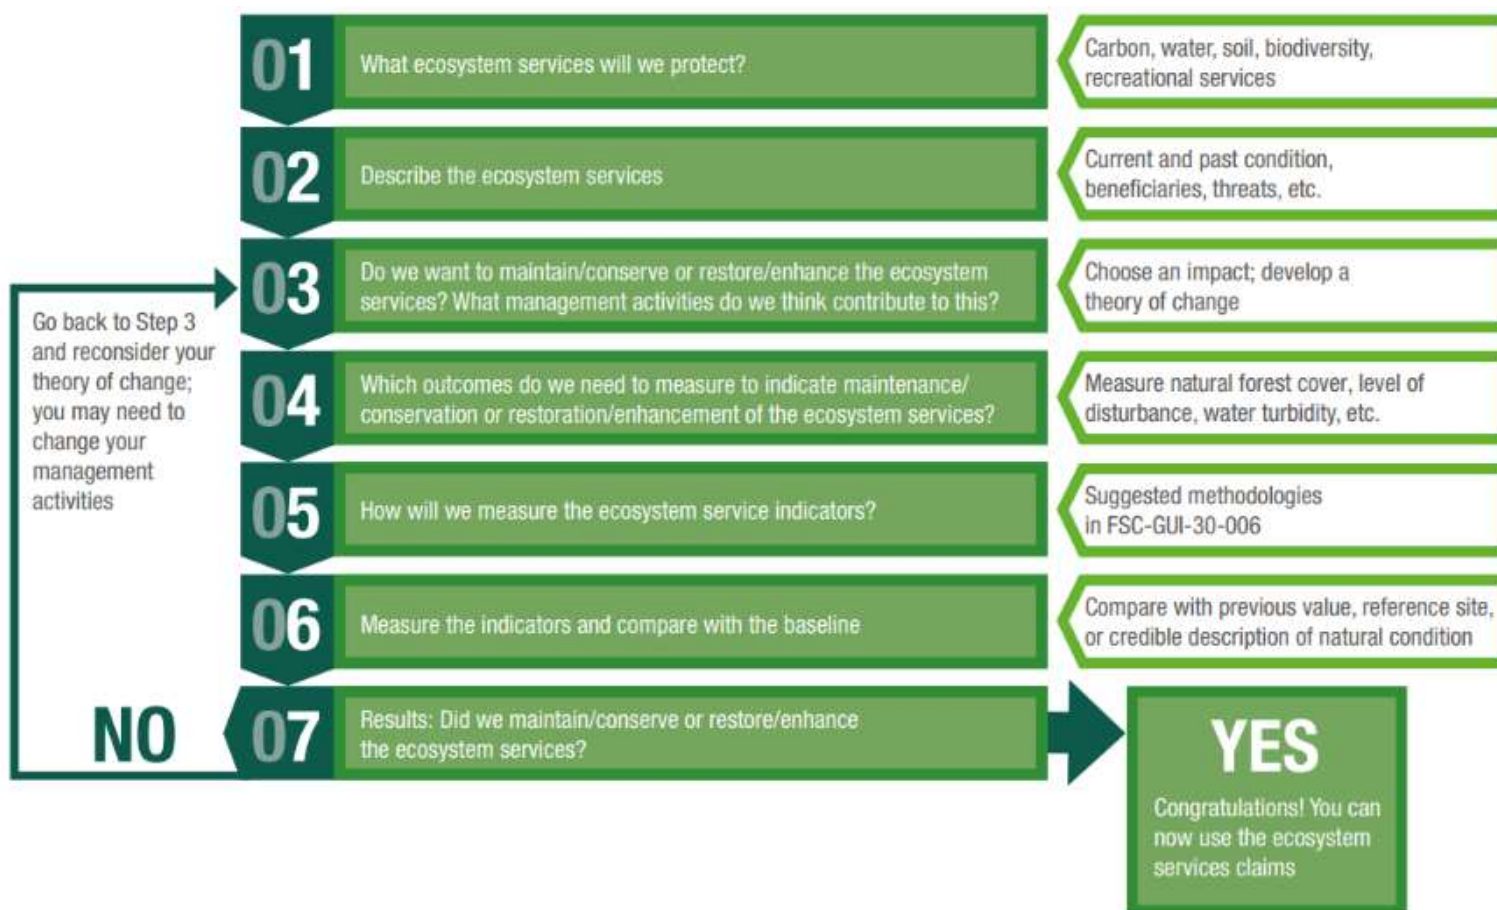 01
What ecosystem services will we protect?
Carbon, water, soil, biodiversity,
recreational services
02
Describe the ecosystem services
Current and past condition,
beneficiaries, threats, etc.
03
Do we want to maintain/conserve or restore/enhance the ecosystem
services? What management activities do we think contribute to this?
Choose an impact; develop a
theory of change
Go back to Step 3
and reconsider your
theory of change;
you may need to
change your
management
activities
04
Which outcomes do we need to measure to indicate maintenance/
conservation or restoration/enhancement of the ecosystem services?
Measure natural forest cover, level of
disturbance, water turbidity, etc.
05
How will we measure the ecosystem service indicators?
Suggested methodologies
in FSC-GUI-30-006
06
Measure the indicators and compare with the baseline
Compare with previous value, reference site,
or credible description of natural condition
NO
07
Results: Did we maintain/conserve or restore/enhance
the ecosystem services?
YES
Congratulations! You can
now use the ecosystem
services claims